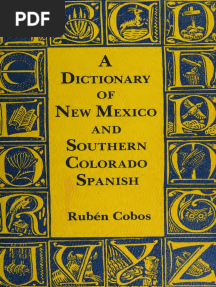 PDF
A
DICTIONARY
OF
NEW MEXICO
AND
SOUTHERN
COLORADO
SPANISH
Rubén Cobos